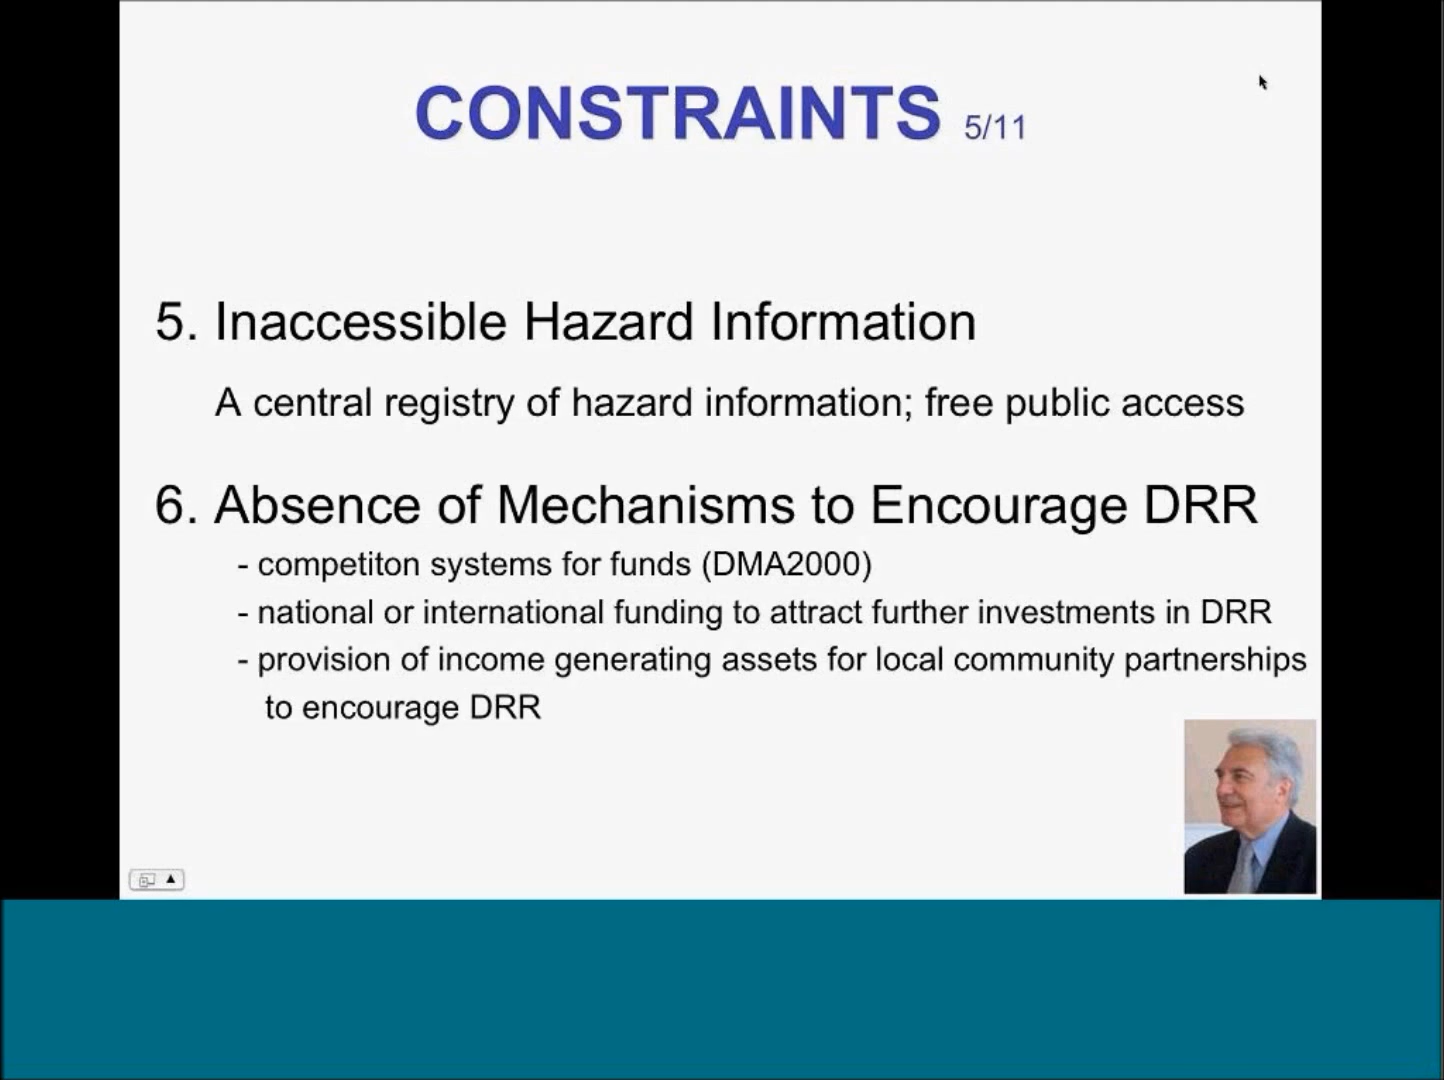 CONSTRAINTS 5/11
5. Inaccessible Hazard Information
A central registry of hazard information; free public access
6. Absence of Mechanisms to Encourage DRR
- competiton systems for funds (DMA2000)
- national or international funding to attract further investments in DRR
- provision of income generating assets for local community partnerships
to encourage DRR